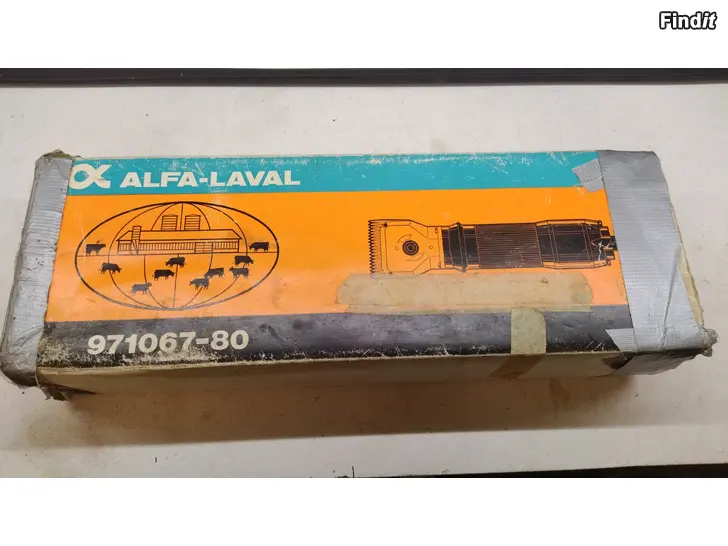 Findit
α ALFA-LAVAL
971067-80